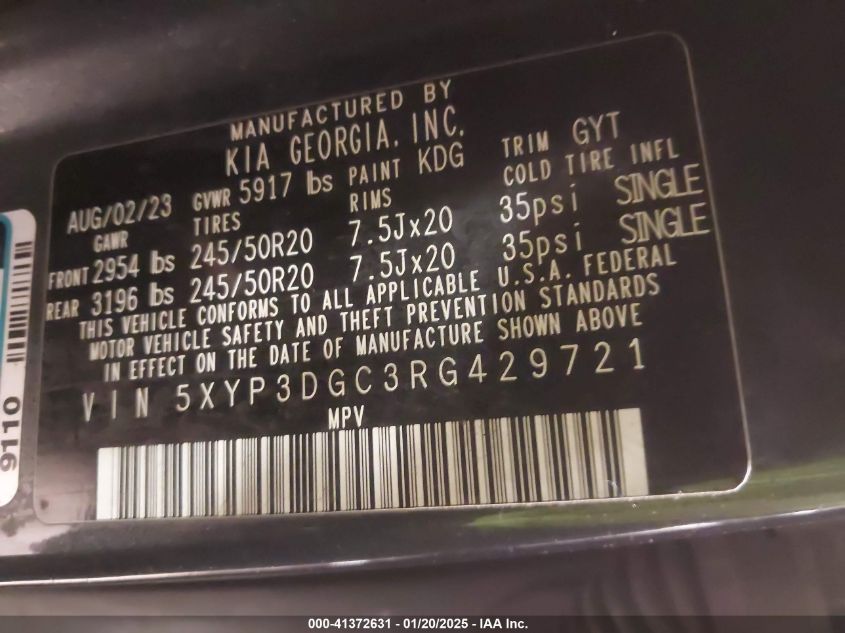 MANUFACTURED BY
KIA GEORGIA. INC.
AUG/02/23 GVWR 5917 lbs PAINT KDG TRIM GYT
GAWR TIRES RIMS COLD TIRE INFL
FRONT 2954 lbs 245/50R20 7.5Jx20 35psi SINGLE
REAR 3196 lbs 245/50R20 7.5Jx20 35psi SINGLE
THIS VEHICLE CONFORMS TO ALL APPLICABLE U.S.A. FEDERAL
MOTOR VEHICLE SAFETY AND THEFT PREVENTION STANDARDS
IN EFFECT ON THE DATE OF MANUFACTURE SHOWN ABOVE
VIN 5XYP3DGC3RG429721
MPV
9110
000-41372631 - 01/20/2025 - IAA Inc.